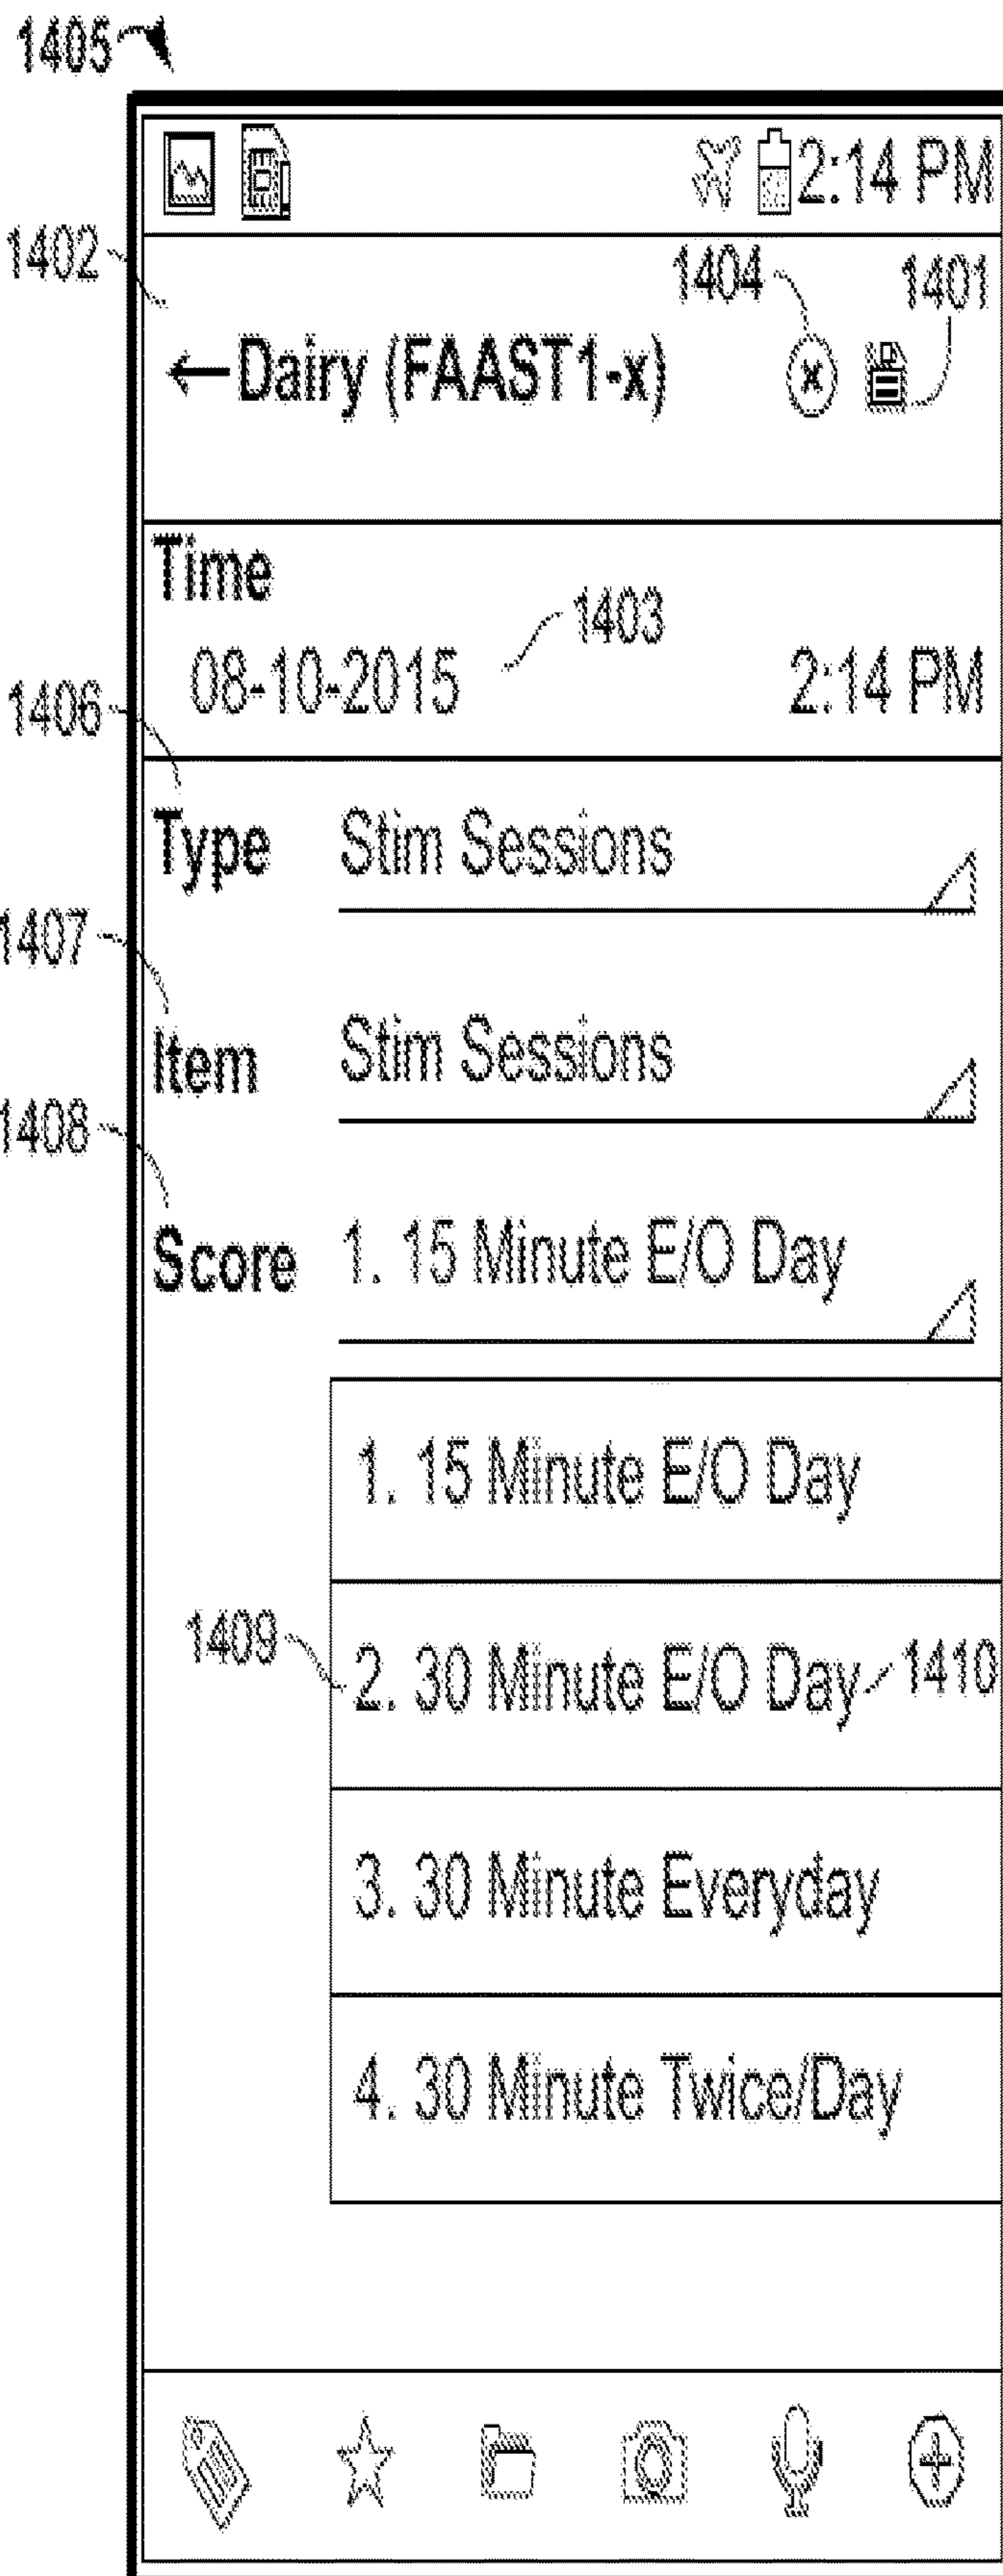 1405
2:14 PM
1402
1404
1401
←Dairy (FAAST1-x)
Time
1403
08-10-2015 2:14 PM
1406
Type Stim Sessions
1407
Item Stim Sessions
1408
Score 1. 15 Minute E/O Day
1. 15 Minute E/O Day
1409
2. 30 Minute E/O Day
1410
3. 30 Minute Everyday
4. 30 Minute Twice/Day